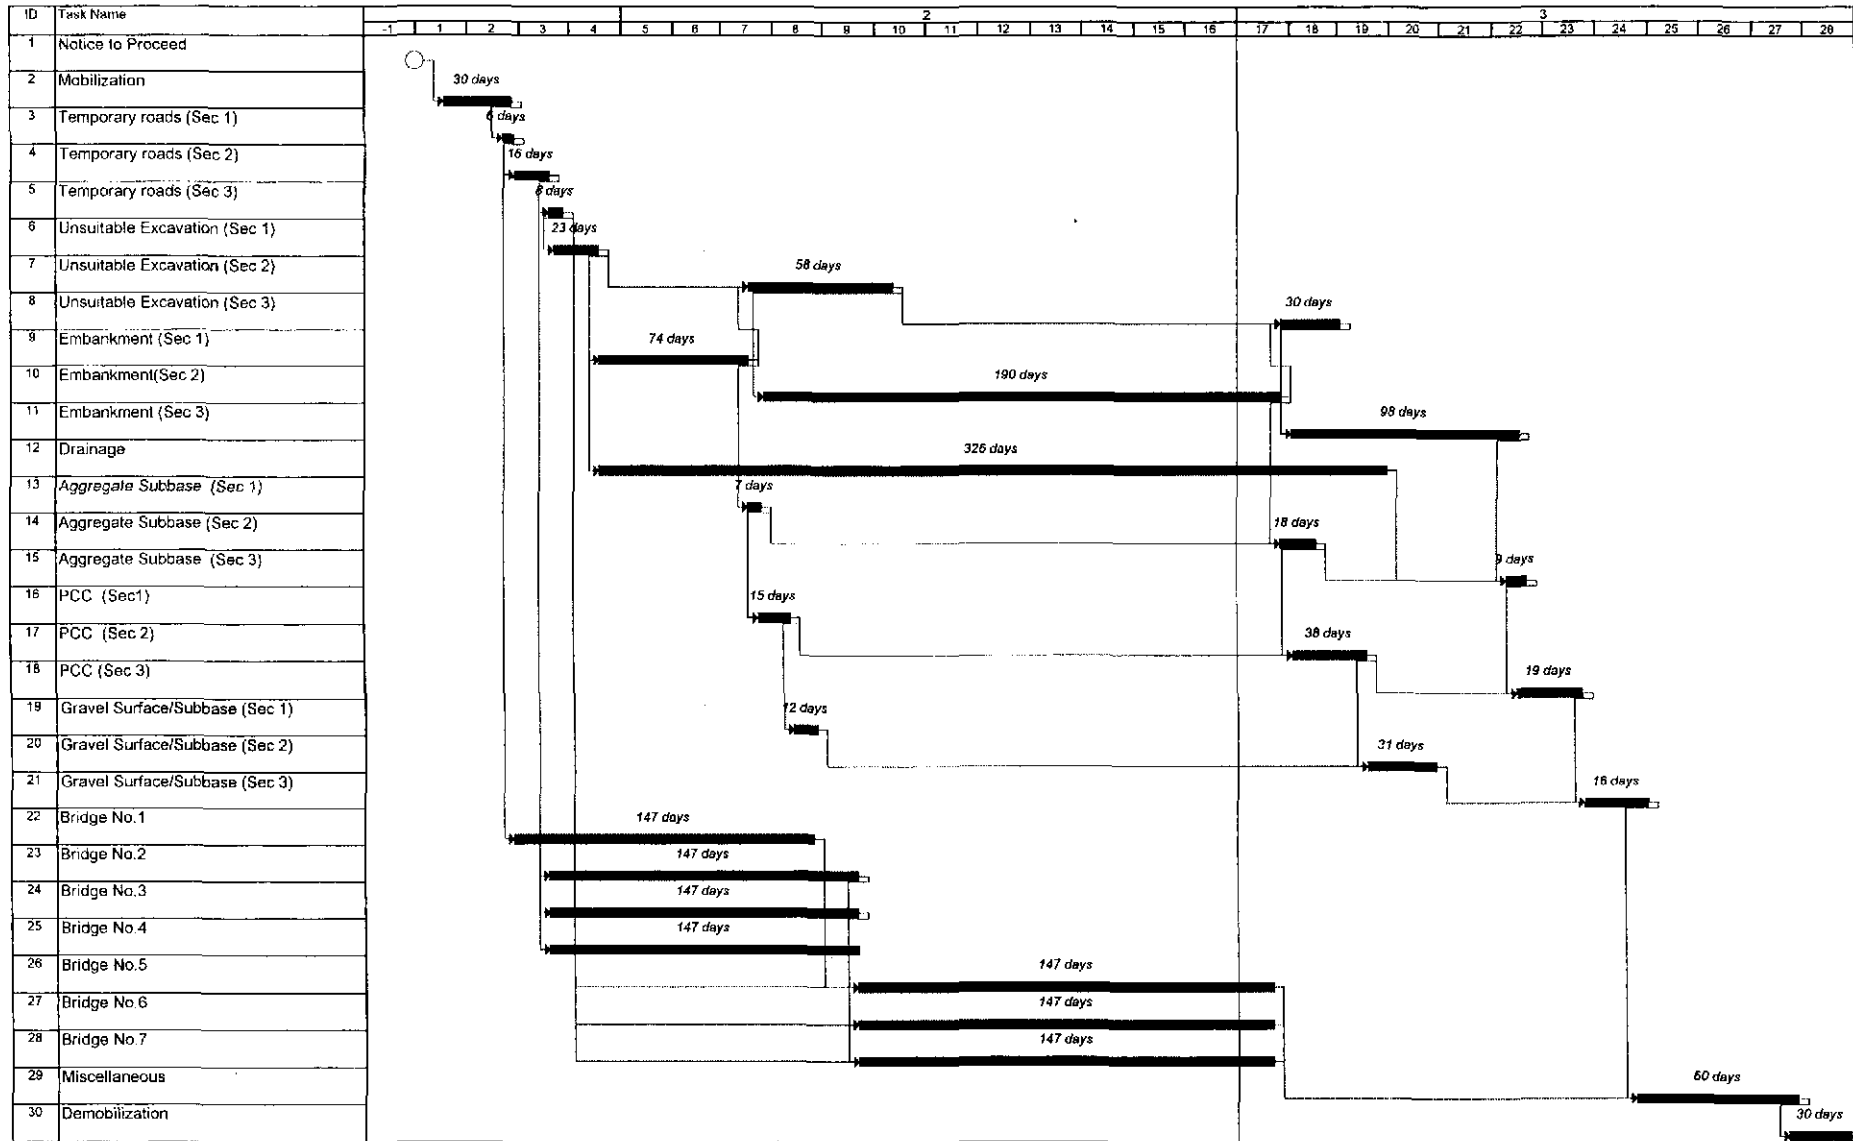 ID Task Name 2 3
-1 1 2 3 4 5 6 7 8 9 10 11 12 13 14 15 16 17 18 19 20 21 22 23 24 25 26 27 28
1 Notice to Proceed
2 Mobilization 30 days
3 Temporary roads (Sec 1) 6 days
4 Temporary roads (Sec 2) 16 days
5 Temporary roads (Sec 3) 8 days
6 Unsuitable Excavation (Sec 1) 23 days
7 Unsuitable Excavation (Sec 2) 58 days
8 Unsuitable Excavation (Sec 3) 30 days
9 Embankment (Sec 1) 74 days
10 Embankment(Sec 2) 190 days
11 Embankment (Sec 3) 98 days
12 Drainage 326 days
13 Aggregate Subbase (Sec 1) 7 days
14 Aggregate Subbase (Sec 2) 18 days
15 Aggregate Subbase (Sec 3) 9 days
16 PCC (Sec1) 15 days
17 PCC (Sec 2) 38 days
18 PCC (Sec 3) 19 days
19 Gravel Surface/Subbase (Sec 1) 12 days
20 Gravel Surface/Subbase (Sec 2) 31 days
21 Gravel Surface/Subbase (Sec 3) 16 days
22 Bridge No.1 147 days
23 Bridge No.2 147 days
24 Bridge No.3 147 days
25 Bridge No.4 147 days
26 Bridge No.5 147 days
27 Bridge No.6 147 days
28 Bridge No.7 147 days
29 Miscellaneous 60 days
30 Demobilization 30 days